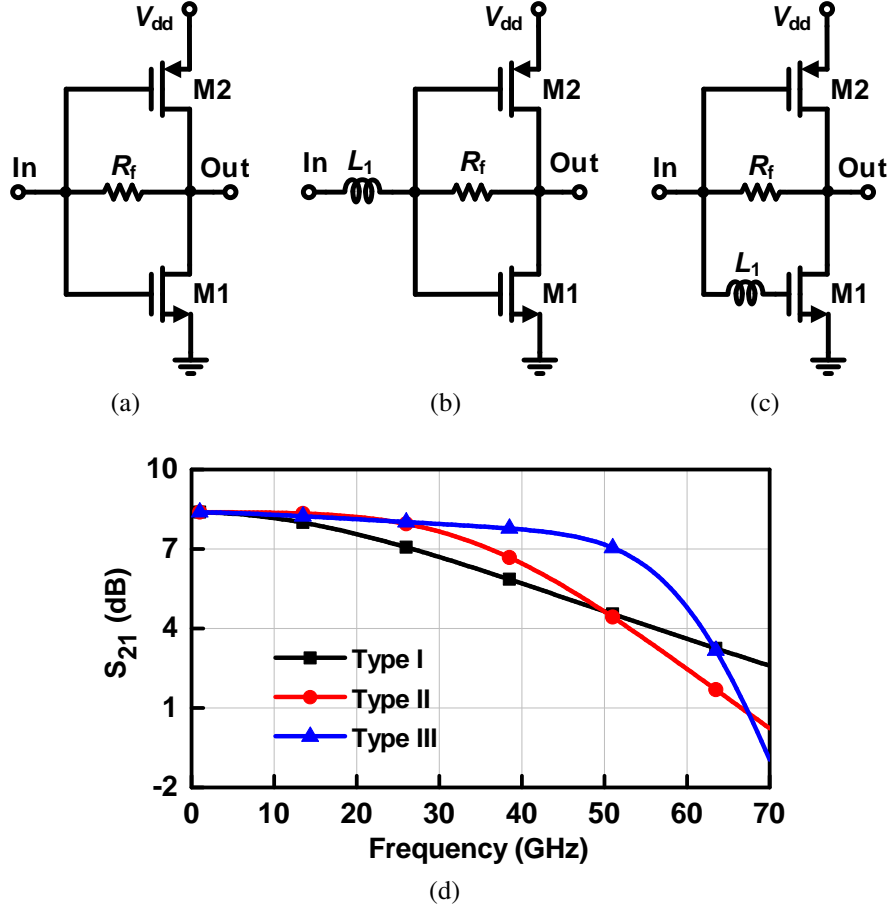 Vdd
M2
In
Rf
Out
M1
(a)
Vdd
M2
In
L1
Rf
Out
M1
(b)
Vdd
M2
In
Rf
Out
L1
M1
(c)
S21 (dB)
10
7
4
1
-2
Type I
Type II
Type III
0 10 20 30 40 50 60 70
Frequency (GHz)
(d)